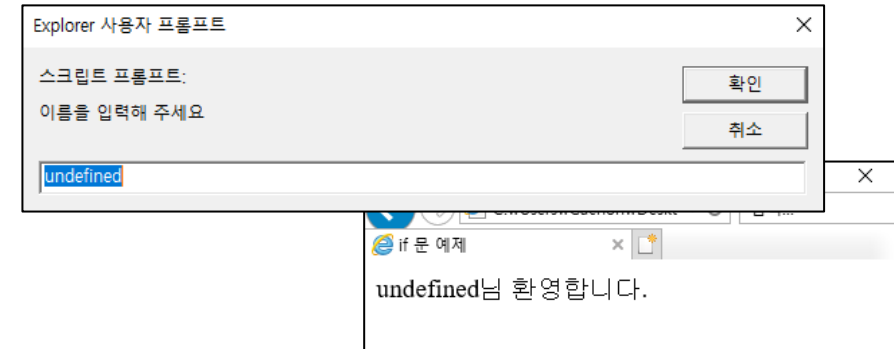 Explorer 사용자 프롬프트
스크립트 프롬프트:
이름을 입력해 주세요
확인
취소
undefined
if 문 예제
undefined님 환영합니다.